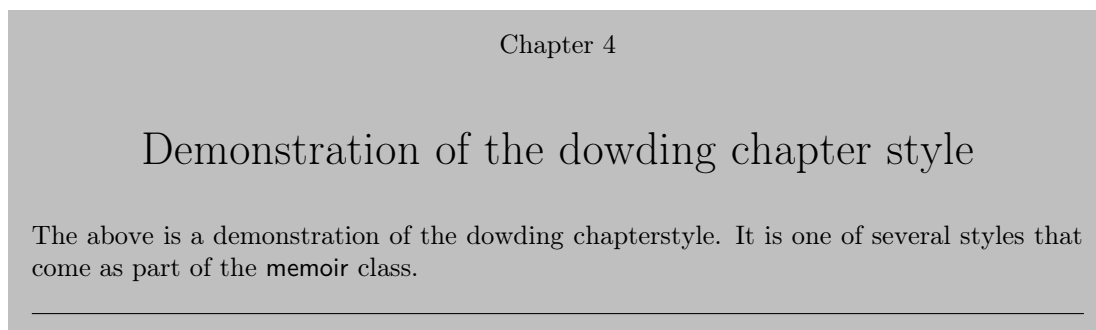 Chapter 4
Demonstration of the dowding chapter style
The above is a demonstration of the dowding chapterstyle. It is one of several styles that
come as part of the memoir class.